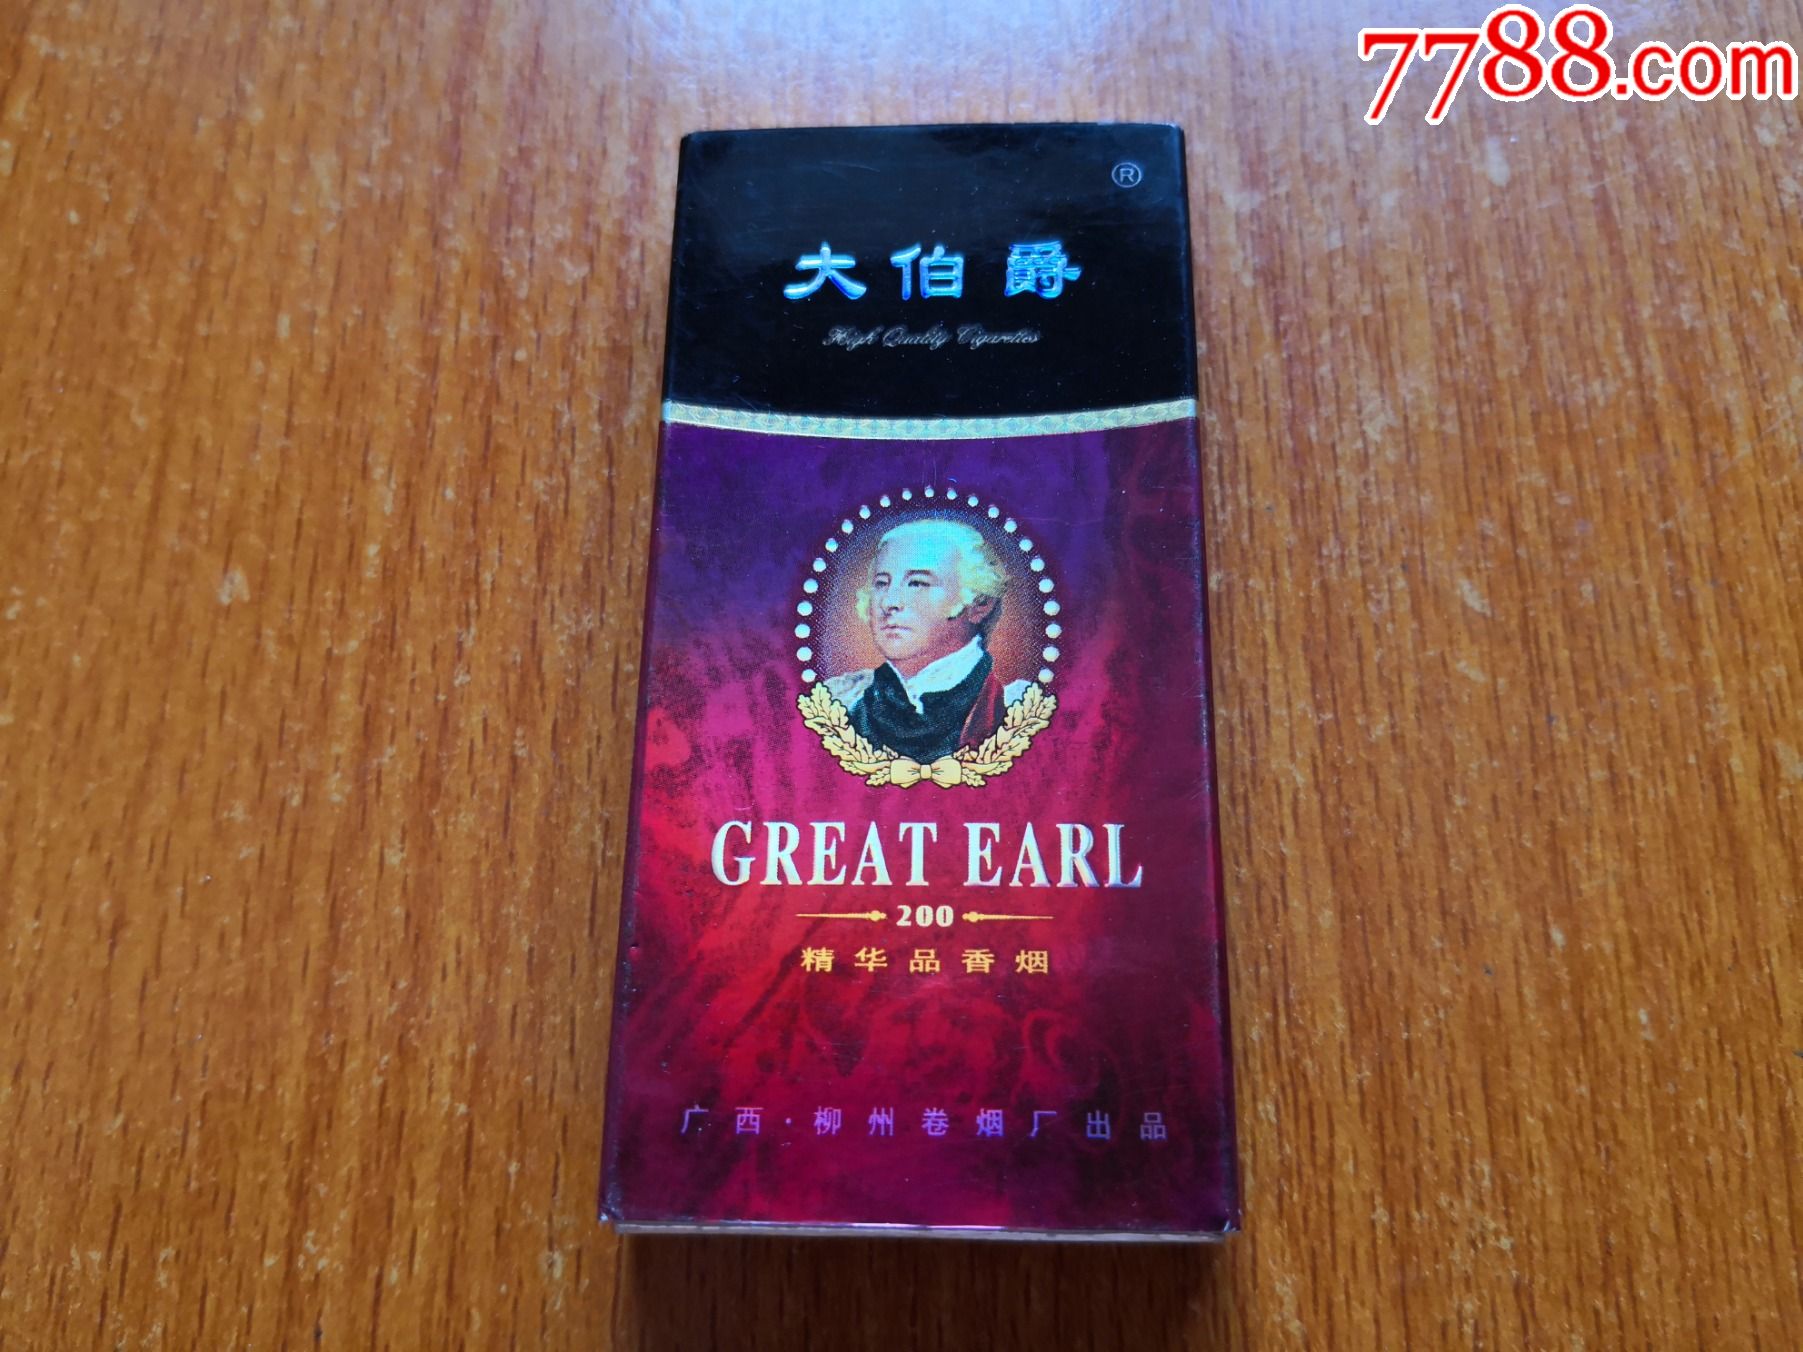 7788.com
®
大伯爵
High Quality Cigarettes
GREAT EARL
200
精华品香烟
广西·柳州卷烟厂出品